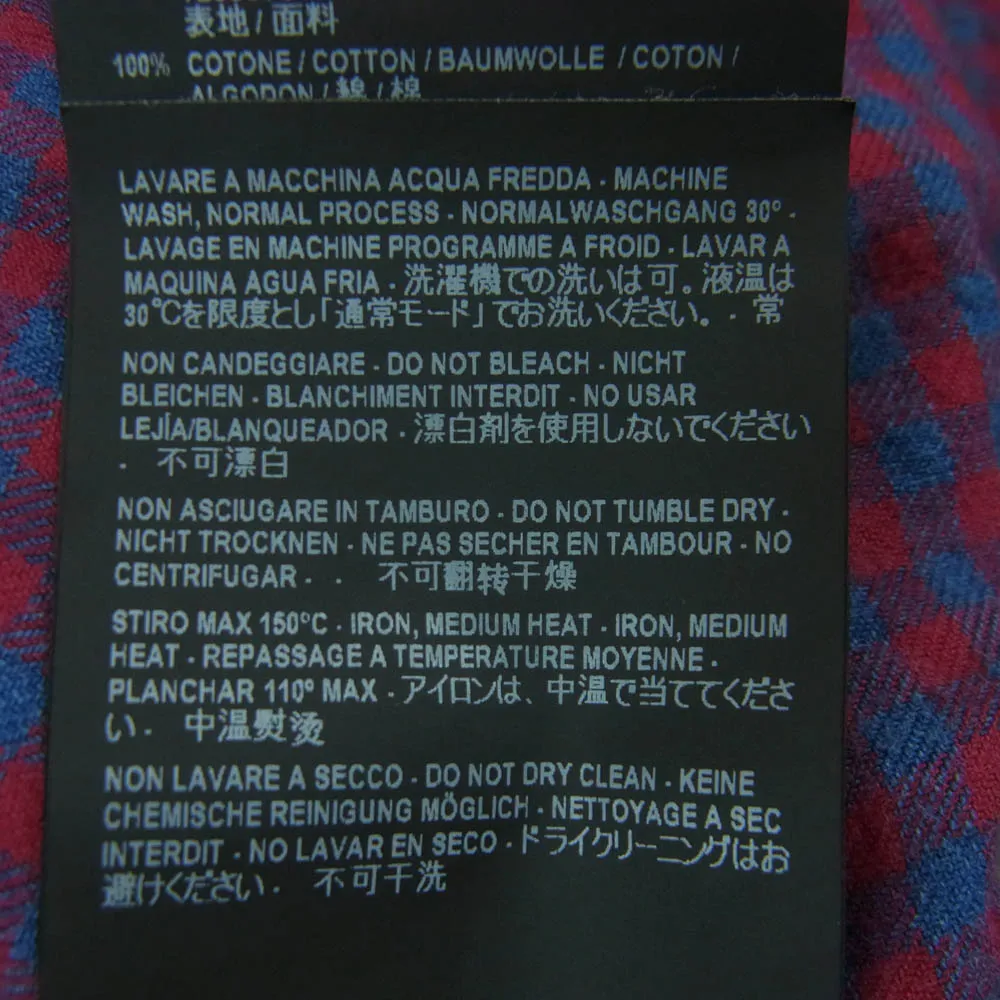 表地 / 面料
100% COTONE / COTTON / BAUMWOLLE / COTON /
ALGODON / 綿 / 棉
LAVARE A MACCHINA ACQUA FREDDA - MACHINE
WASH, NORMAL PROCESS - NORMALWASCHGANG 30° -
LAVAGE EN MACHINE PROGRAMME A FROID - LAVAR A
MAQUINA AGUA FRIA - 洗濯機での洗いは可。液温は
30℃を限度とし「通常モード」でお洗いください。 - 常
NON CANDEGGIARE - DO NOT BLEACH - NICHT
BLEICHEN - BLANCHIMENT INTERDIT - NO USAR
LEJÍA/BLANQUEADOR - 漂白剤を使用しないでください
- 不可漂白
NON ASCIUGARE IN TAMBURO - DO NOT TUMBLE DRY -
NICHT TROCKNEN - NE PAS SECHER EN TAMBOUR - NO
CENTRIFUGAR - - 不可翻转干燥
STIRO MAX 150°C - IRON, MEDIUM HEAT - IRON, MEDIUM
HEAT - REPASSAGE A TEMPERATURE MOYENNE -
PLANCHAR 110° MAX - アイロンは、中温で当ててくださ
い - 中温熨烫
NON LAVARE A SECCO - DO NOT DRY CLEAN - KEINE
CHEMISCHE REINIGUNG MÖGLICH - NETTOYAGE A SEC
INTERDIT - NO LAVAR EN SECO - ドライクリーニングはお
避けください - 不可干洗